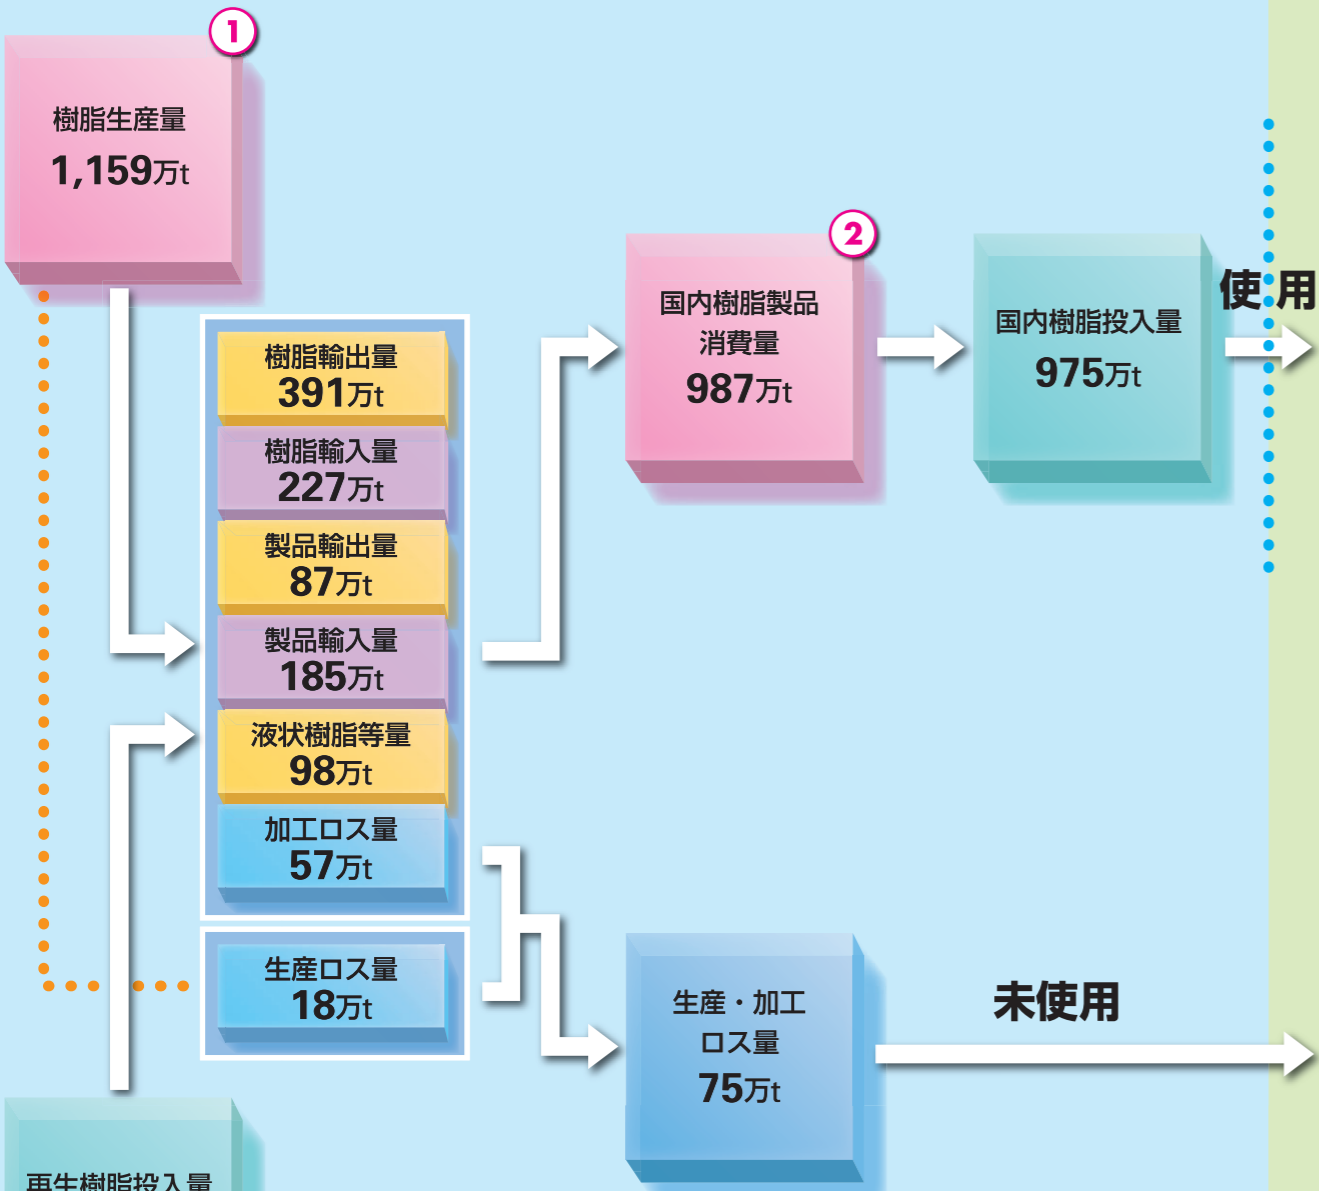 1
樹脂生産量
1,159万t
樹脂輸出量
391万t
樹脂輸入量
227万t
製品輸出量
87万t
製品輸入量
185万t
液状樹脂等量
98万t
加工ロス量
57万t
生産ロス量
18万t
再生樹脂投入量
2
国内樹脂製品
消費量
987万t
国内樹脂投入量
975万t
使用
生産・加工
ロス量
75万t
未使用